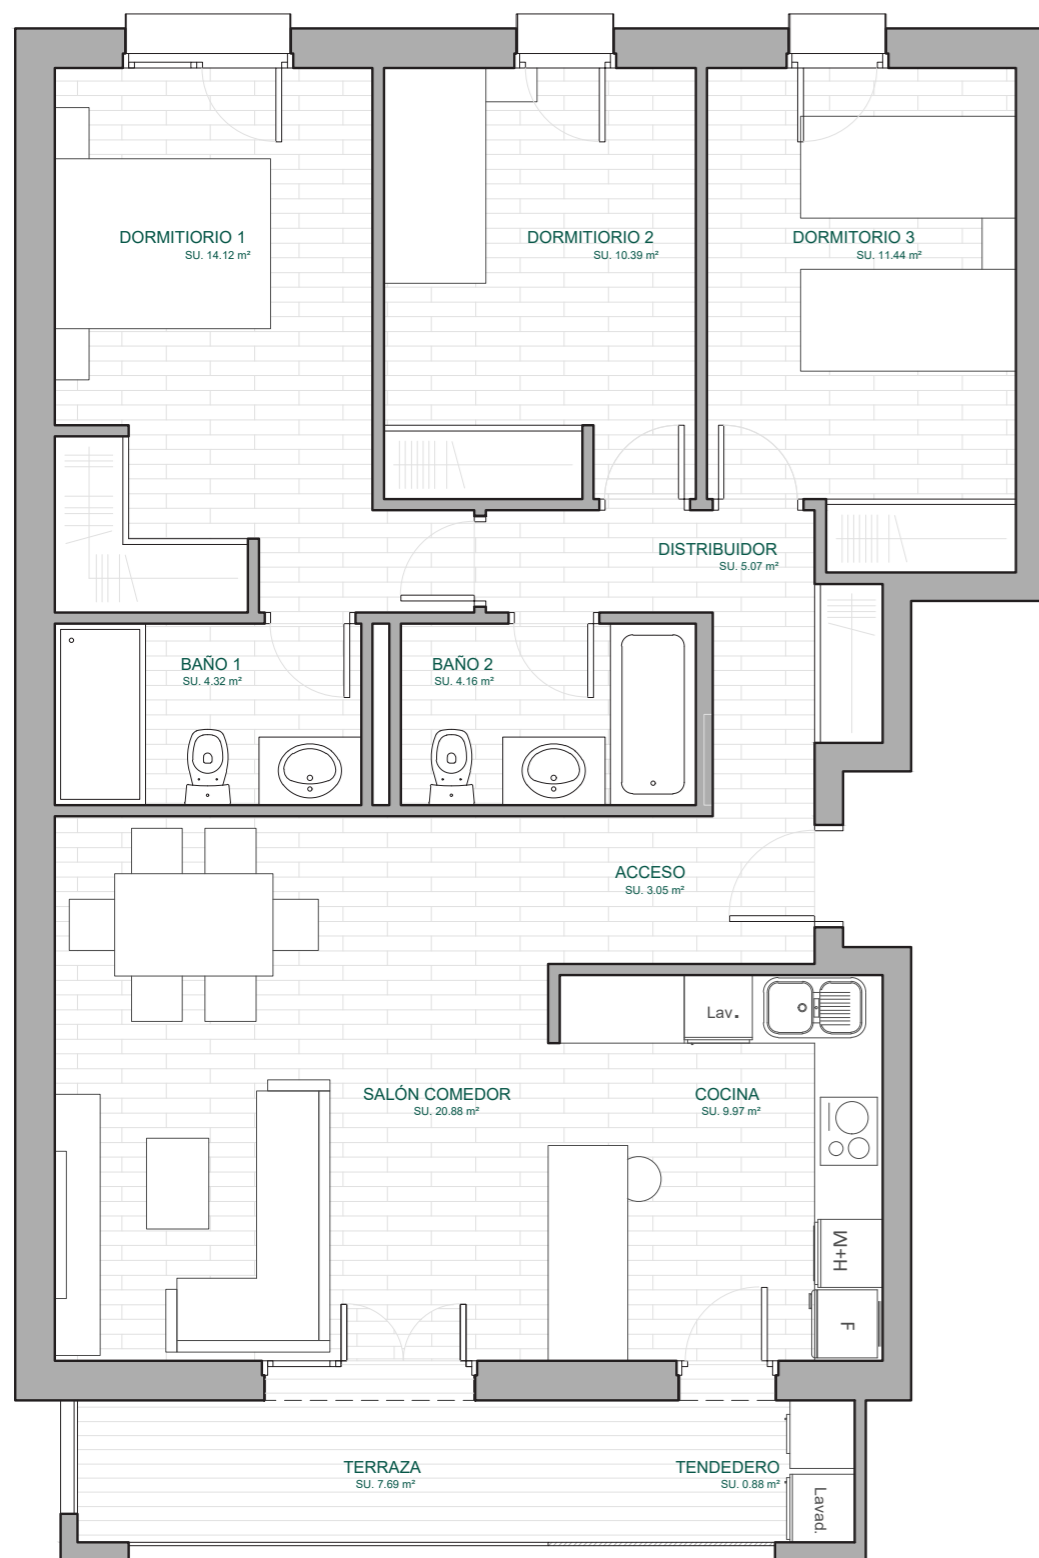 DORMITIORIO 1
SU. 14.12 m²
DORMITIORIO 2
SU. 10.39 m²
DORMITORIO 3
SU. 11.44 m²
DISTRIBUIDOR
SU. 5.07 m²
BAÑO 1
SU. 4.32 m²
BAÑO 2
SU. 4.16 m²
ACCESO
SU. 3.05 m²
Lav.
SALÓN COMEDOR
SU. 20.88 m²
COCINA
SU. 9.97 m²
M+H
F
TERRAZA
SU. 7.69 m²
TENDEDERO
SU. 0.88 m²
Lavad.